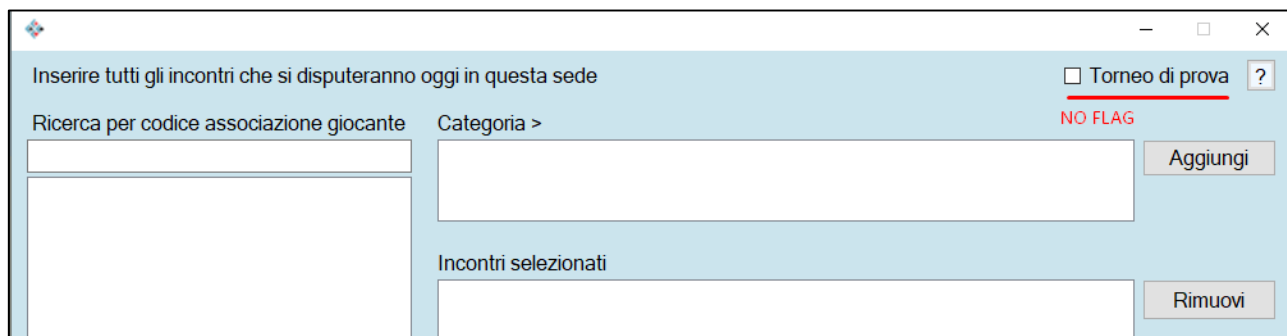 Inserire tutti gli incontri che si disputeranno oggi in questa sede
Torneo di prova ?
NO FLAG
Ricerca per codice associazione giocante
Categoria >
Aggiungi
Incontri selezionati
Rimuovi